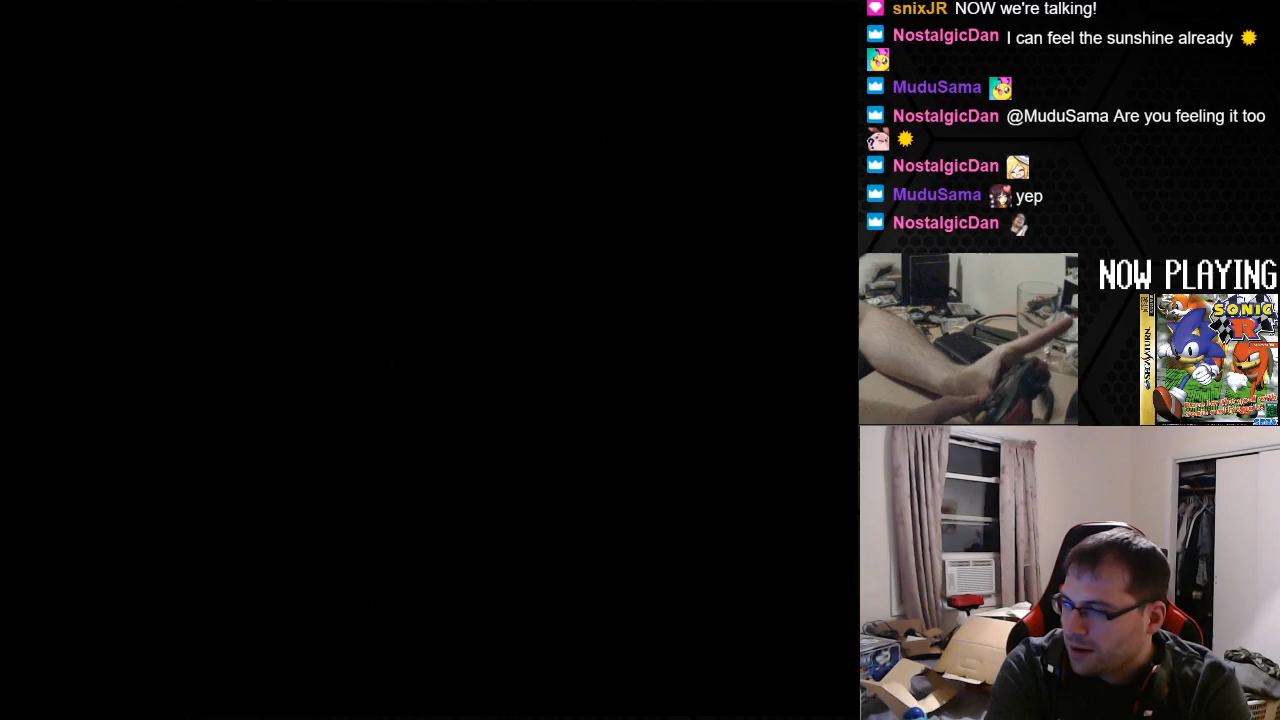 snixJR NOW we're talking!
NostalgicDan I can feel the sunshine already
MuduSama
NostalgicDan @MuduSama Are you feeling it too
NostalgicDan
MuduSama yep
NostalgicDan
NOW PLAYING
SONIC
R
SEGA SATURN
SEGA